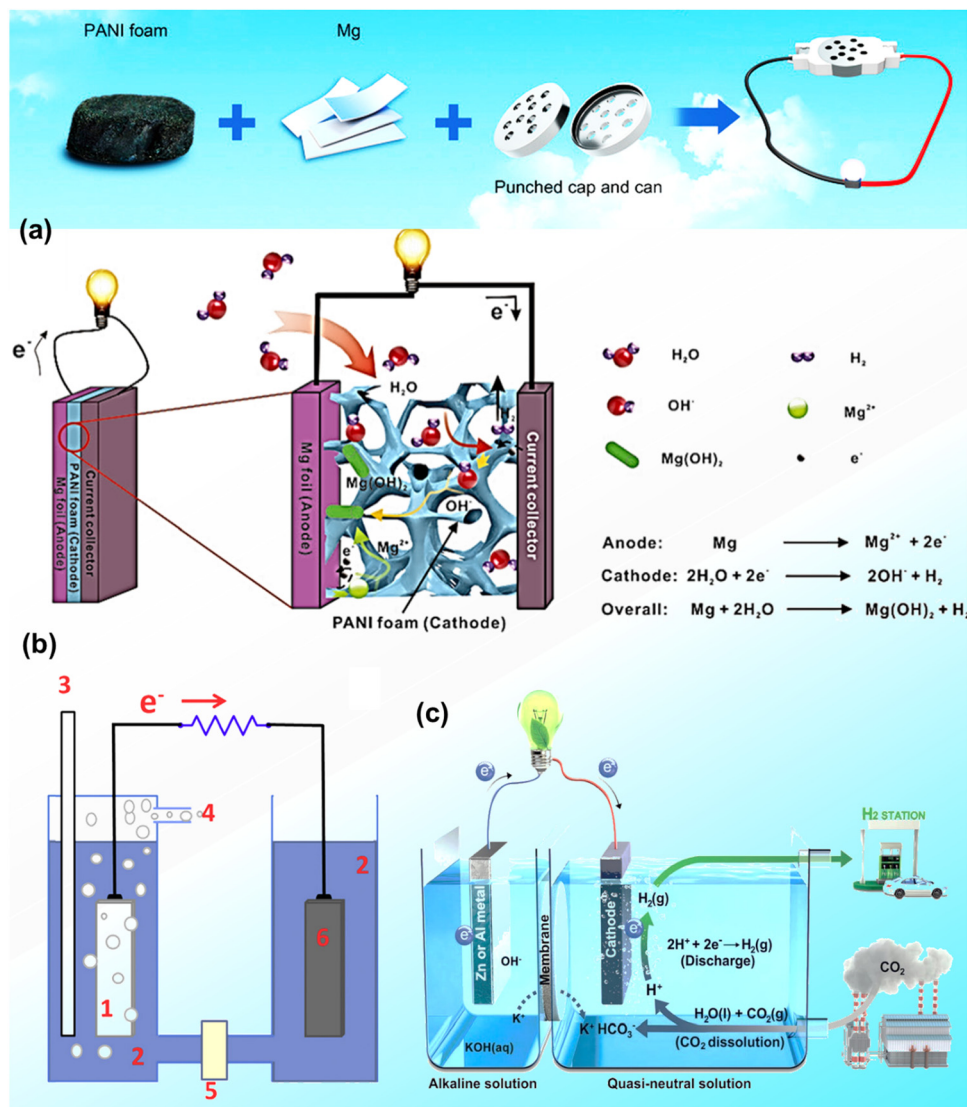 PANI foam
Mg
Punched cap and can
(a)
e⁻
Mg foil (Anode)
PANI foam (Cathode)
Current collector
e⁻
H₂O
H₂
Mg foil (Anode)
Mg(OH)₂
OH⁻
Mg²⁺
e⁻
Current collector
PANI foam (Cathode)
H₂O
H₂
OH⁻
Mg²⁺
Mg(OH)₂
e⁻
Anode: Mg → Mg²⁺ + 2e⁻
Cathode: 2H₂O + 2e⁻ → 2OH⁻ + H₂
Overall: Mg + 2H₂O → Mg(OH)₂ + H₂
(b)
3
e⁻
4
2
1
6
2
5
(c)
e⁻
e⁻
H₂ STATION
Zn or Al metal
e⁻
OH⁻
Membrane
Cathode
e⁻
H₂(g)
2H⁺ + 2e⁻→H₂(g)
(Discharge)
H⁺
CO₂
K⁺
K⁺ HCO₃⁻
H₂O(l) + CO₂(g)
(CO₂ dissolution)
KOH(aq)
Alkaline solution
Quasi-neutral solution